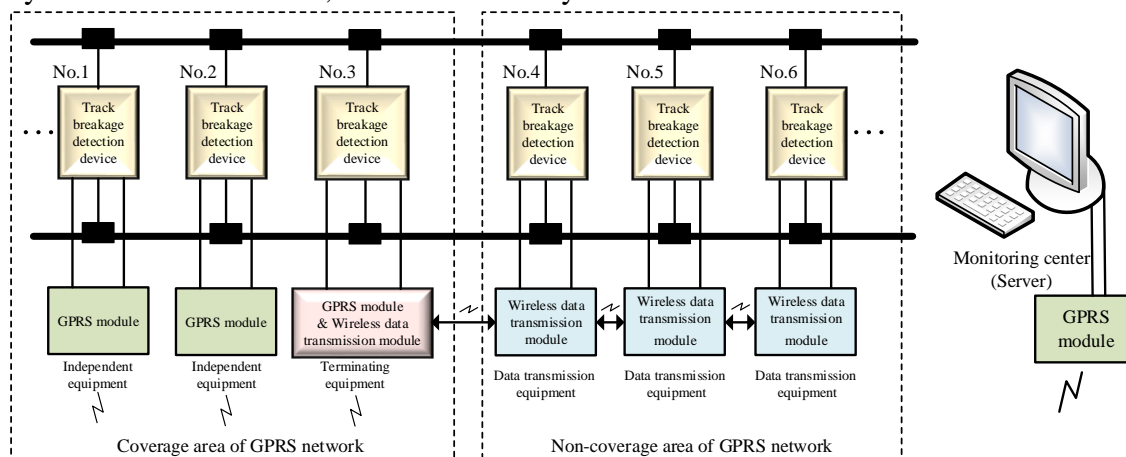 No.1
No.2
No.3
No.4
No.5
No.6
Track
breakage
detection
device
Track
breakage
detection
device
Track
breakage
detection
device
Track
breakage
detection
device
Track
breakage
detection
device
Track
breakage
detection
device
...
...
Monitoring center
(Server)
GPRS
module
GPRS module
GPRS module
GPRS module
& Wireless data
transmission module
Wireless data
transmission
module
Wireless data
transmission
module
Wireless data
transmission
module
Independent
equipment
Independent
equipment
Terminating
equipment
Data transmission
equipment
Data transmission
equipment
Data transmission
equipment
Coverage area of GPRS network
Non-coverage area of GPRS network